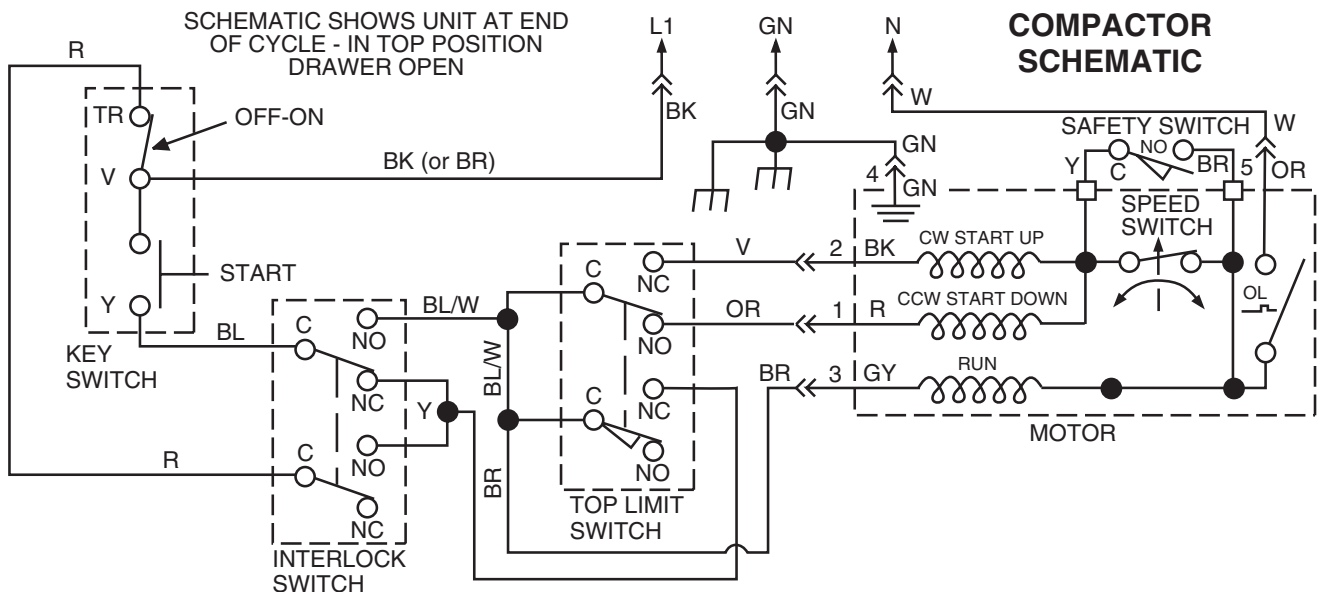 SCHEMATIC SHOWS UNIT AT END
OF CYCLE - IN TOP POSITION
DRAWER OPEN
L1
GN
N
COMPACTOR
SCHEMATIC
R
TR
OFF-ON
BK
GN
W
V
BK (or BR)
GN
4
GN
SAFETY SWITCH
W
Y
NO
C
BR
5
OR
SPEED
SWITCH
START
Y
KEY
SWITCH
BL
C
NO
NC
Y
NO
C
NC
R
INTERLOCK
SWITCH
BL/W
BL/W
BR
C
NC
NO
NC
C
NO
TOP LIMIT
SWITCH
V
2
BK
CW START UP
OR
1
R
CCW START DOWN
OL
BR
3
GY
RUN
MOTOR